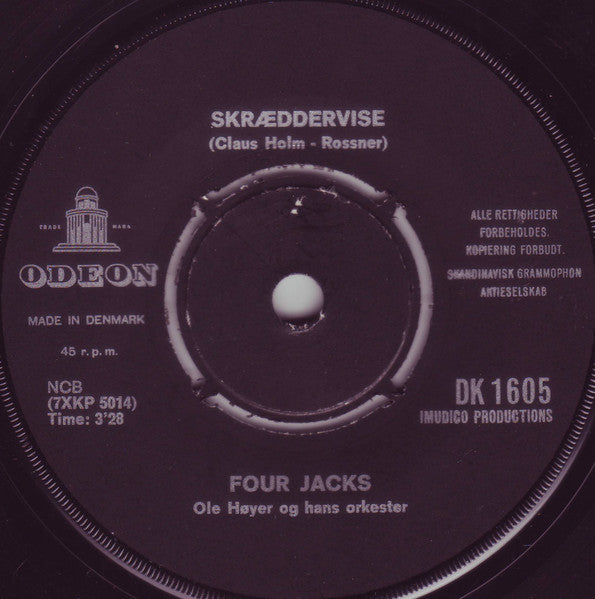 SKRÆDDERVISE
(Claus Holm - Rossner)
TRADE MARK
ODEON
MADE IN DENMARK
45 r.p.m.
NCB
(7XKP 5014)
Time: 3'28
ALLE RETTIGHEDER
FORBEHOLDES.
KOPIERING FORBUDT.
SKANDINAVISK GRAMMOPHON
AKTIESELSKAB
DK 1605
IMUDICO PRODUCTIONS
FOUR JACKS
Ole Høyer og hans orkester